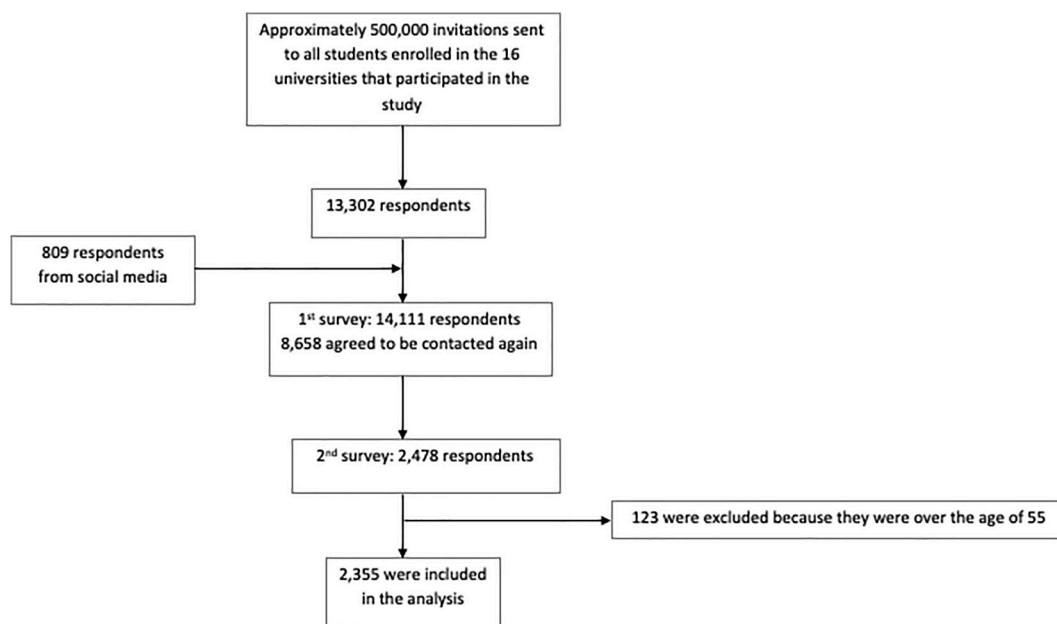 Approximately 500,000 invitations sent
to all students enrolled in the 16
universities that participated in the
study
13,302 respondents
809 respondents
from social media
1st survey: 14,111 respondents
8,658 agreed to be contacted again
2nd survey: 2,478 respondents
123 were excluded because they were over the age of 55
2,355 were included
in the analysis